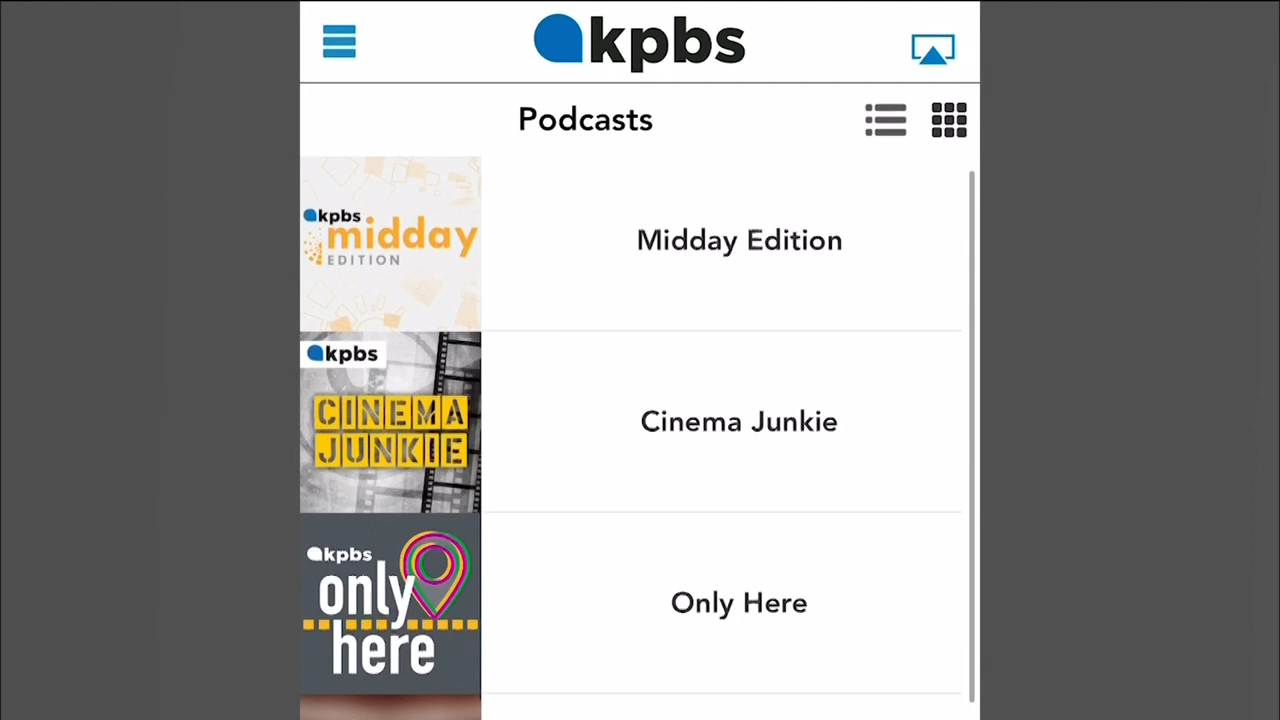 kpbs
Podcasts
kpbs
midday
EDITION
Midday Edition
kpbs
CINEMA
JUNKIE
Cinema Junkie
kpbs
only
here
Only Here